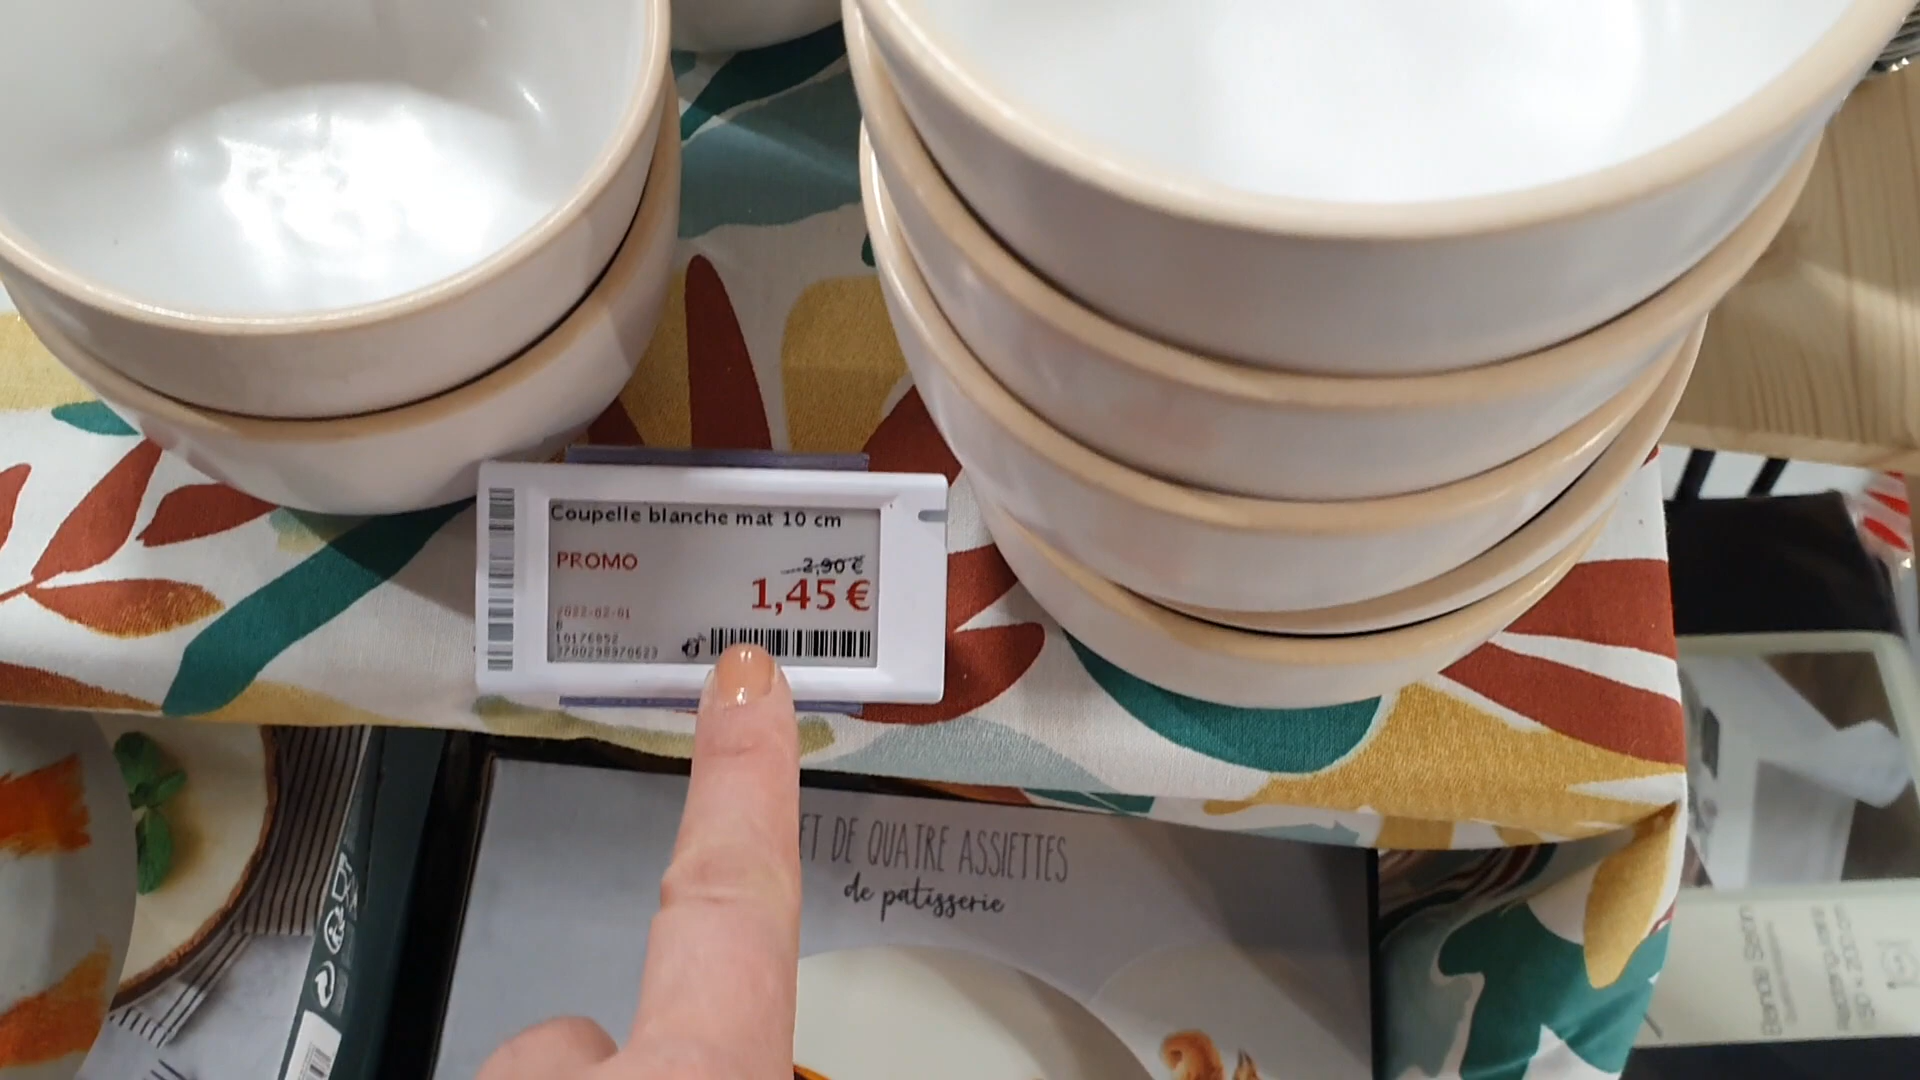 Coupelle blanche mat 10 cm
PROMO
2,90 €
1,45 €
2022-02-01
10176852
3700298970623
ET DE QUATRE ASSIETTES
de patisserie